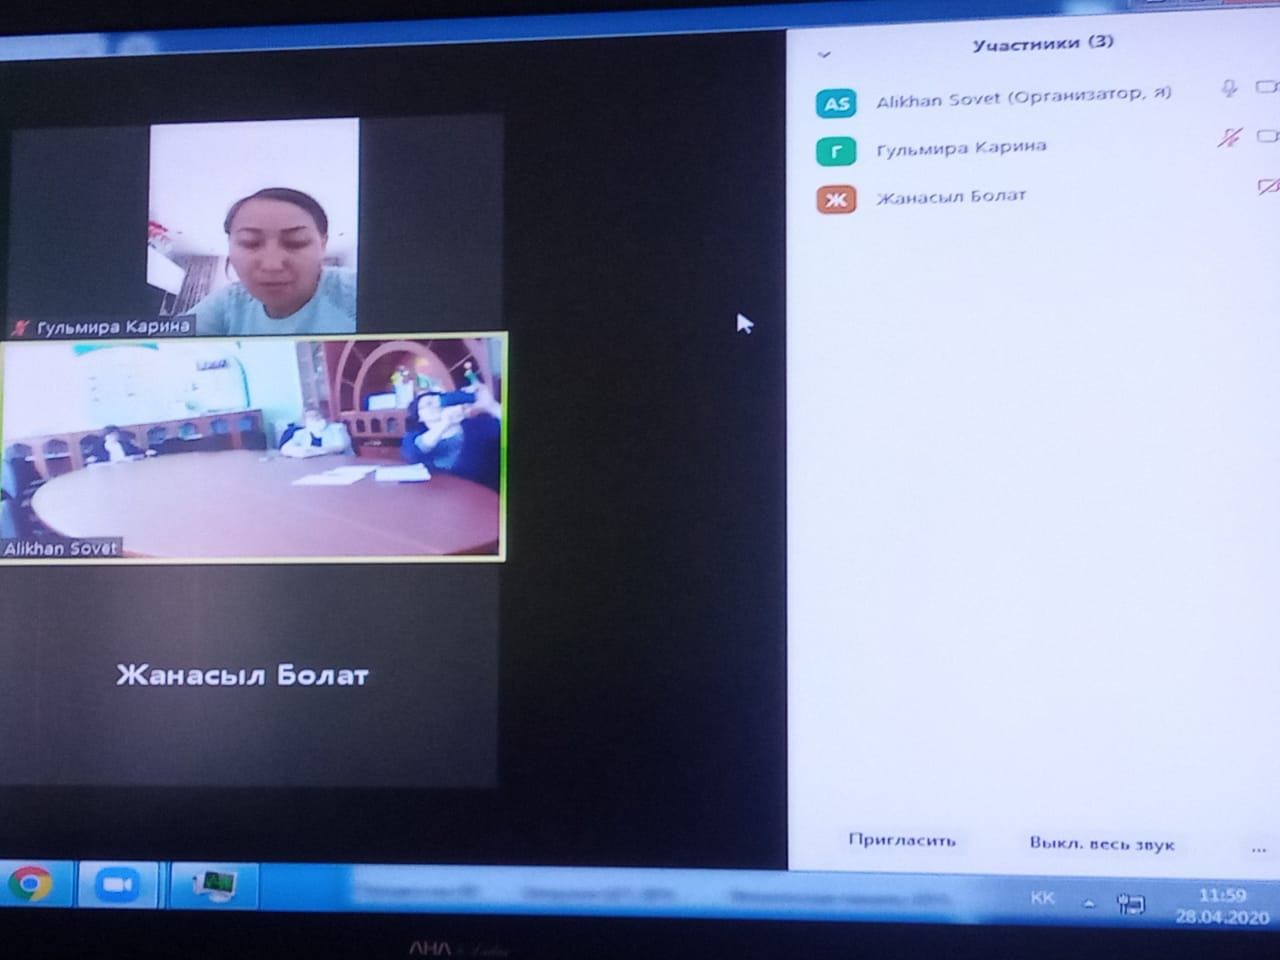 Участники (3)
AS Alikhan Sovet (Организатор, я)
Г Гульмира Карина
Ж Жанасыл Болат
Гульмира Карина
Alikhan Sovet
Жанасыл Болат
Пригласить
Выкл. весь звук
...
KK
11:59
28.04.2020